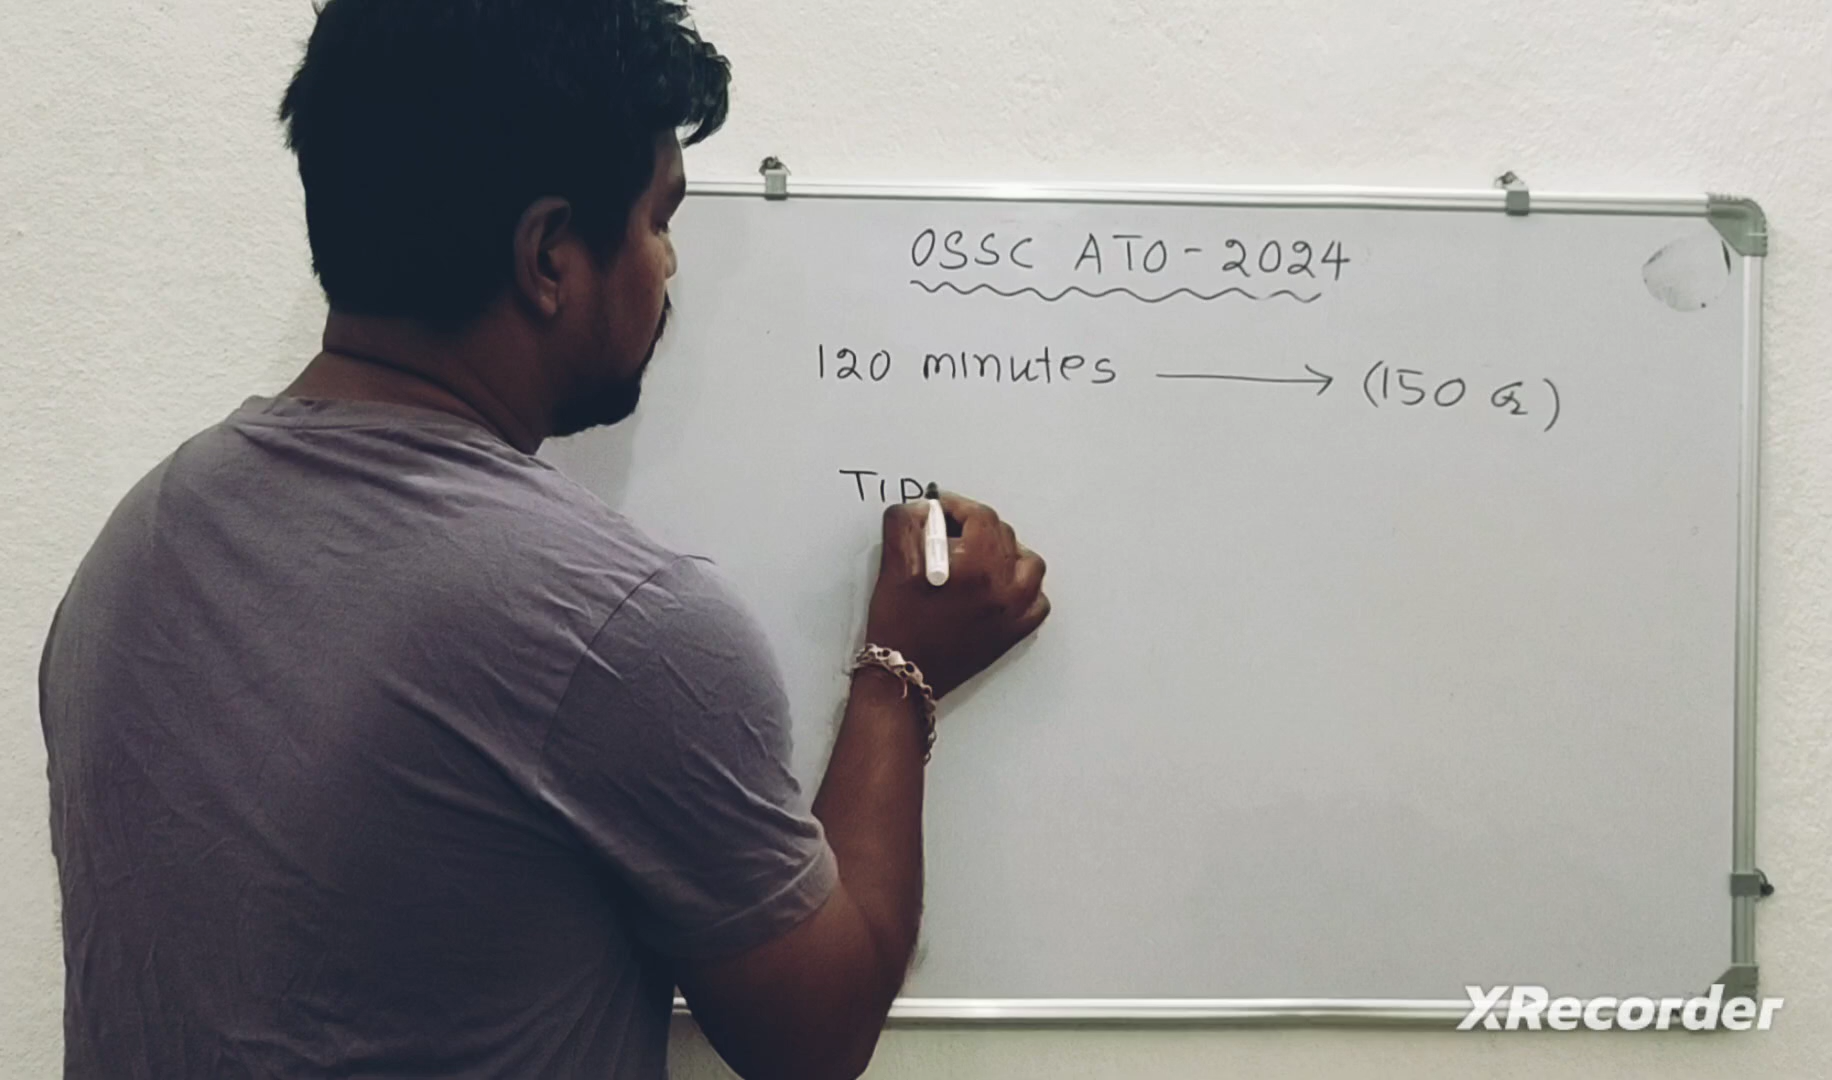 OSSC ATO - 2024
120 minutes → (150 Q)
TIP
XRecorder